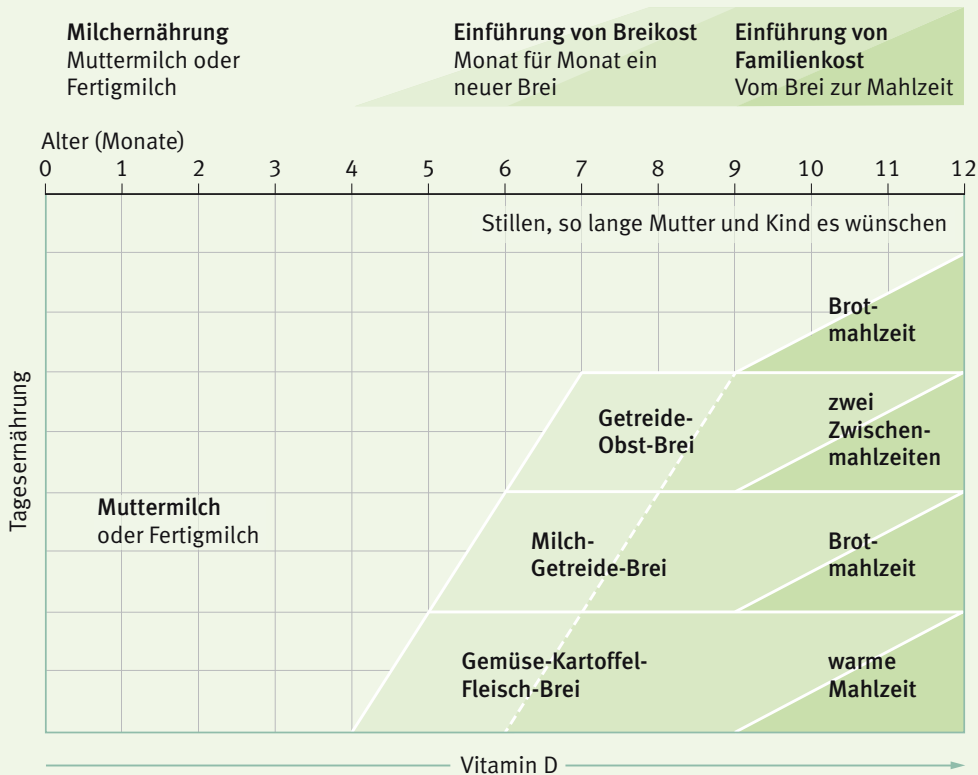 Milchernährung
Muttermilch oder
Fertigmilch
Einführung von Breikost
Monat für Monat ein
neuer Brei
Einführung von
Familienkost
Vom Brei zur Mahlzeit
Alter (Monate)
0 1 2 3 4 5 6 7 8 9 10 11 12
Stillen, so lange Mutter und Kind es wünschen
Brot-
mahlzeit
Getreide-
Obst-Brei
zwei
Zwischen-
mahlzeiten
Tagesernährung
Muttermilch
oder Fertigmilch
Milch-
Getreide-Brei
Brot-
mahlzeit
Gemüse-Kartoffel-
Fleisch-Brei
warme
Mahlzeit
Vitamin D